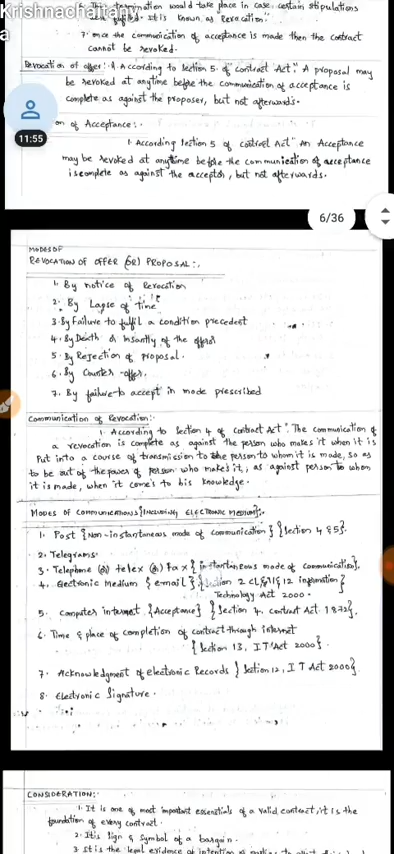 Krishnachaitany
6. This termination would take place in case certain stipulations
fulfilled. It is known as Revocation"
a
7. once the communication of acceptance is made then the contract
cannot be revoked.
Revocation of offer:- 1. According to Section 5 of "Contract Act" A proposal may
be revoked at anytime before the communication of acceptance is
complete as against the proposer, but not afterwards.
on of Acceptance:-
11:55
1. According Section 5 of contract Act" An Acceptance
may be revoked at anytime before the communication of acceptance
is complete as against the acceptor, but not afterwards.
6/36
MODES OF
REVOCATION OF OFFER (OR) PROPOSAL:-
1. By notice of Revocation
2. By Lapse of time
3. By Failure to fulfil a condition precedent
4. By Death or Insanity of the
5. By Rejection of proposal.
6. By Counter-offer.
7. By failure to accept in mode prescribed
Communication of Revocation:-
1. According to Section 4 of Contract Act". The communication of
a revocation is complete as against the person who makes it when it is
Put into a course of transmission to the person to whom it is made, so as
to be out of the power of person who makes it, as against person to whom
it is made, when it comes to his knowledge.
MODES OF COMMUNICATIONS [INCLUDING ELECTRONIC MEDIUM]:-
1. Post {Non-instantaneous mode of communication} {Section 4 & 5}.
2. Telegrams
3. Telephone (or) telex (or) Fax {instantaneous mode of communication}.
4. Electronic Medium {e-mail} {Section 2 Information}
Technology Act 2000.
5. Computer internet {Acceptance} {Section 4. Contract Act 1872}.
6. Time & place of completion of contract through internet
{Section 13, IT Act 2000}.
7. Acknowledgment of electronic Records {Section 12, IT Act 2000}.
8. Electronic Signature.
CONSIDERATION:-
1. It is one of most important essentials of a valid contract, it is the
foundation of every contract.
2. It is Sign & Symbol of a bargain.
3. It is the legal evidence of intention